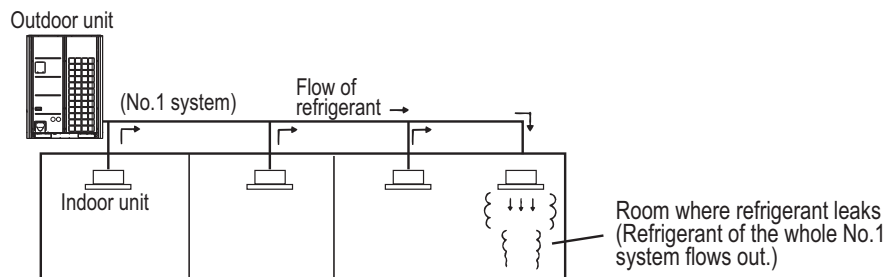 Outdoor unit
(No.1 system)
Flow of
refrigerant
Indoor unit
Room where refrigerant leaks
(Refrigerant of the whole No.1
system flows out.)